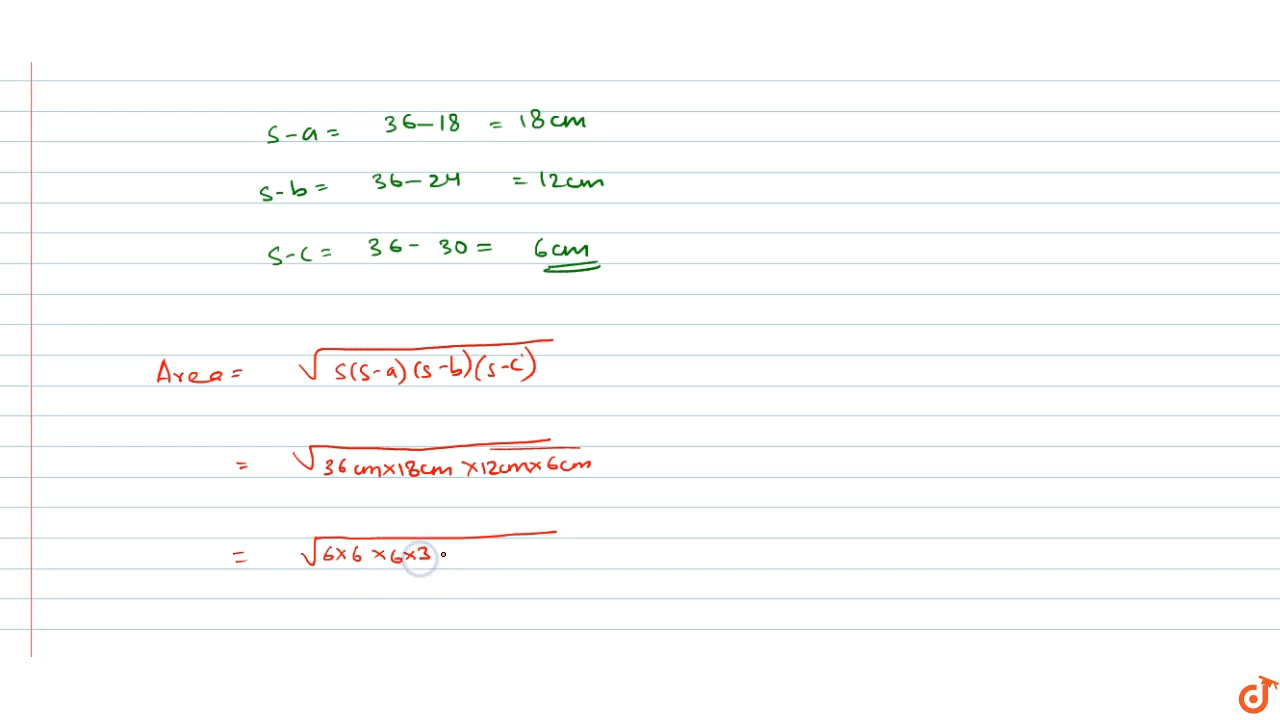 s-a = 36-18 = 18cm
s-b = 36-24 = 12cm
s-c = 36- 30 = 6cm
Area = √s(s-a)(s-b)(s-c)
= √36cm×18cm ×12cm×6cm
= √6×6 ×6×3